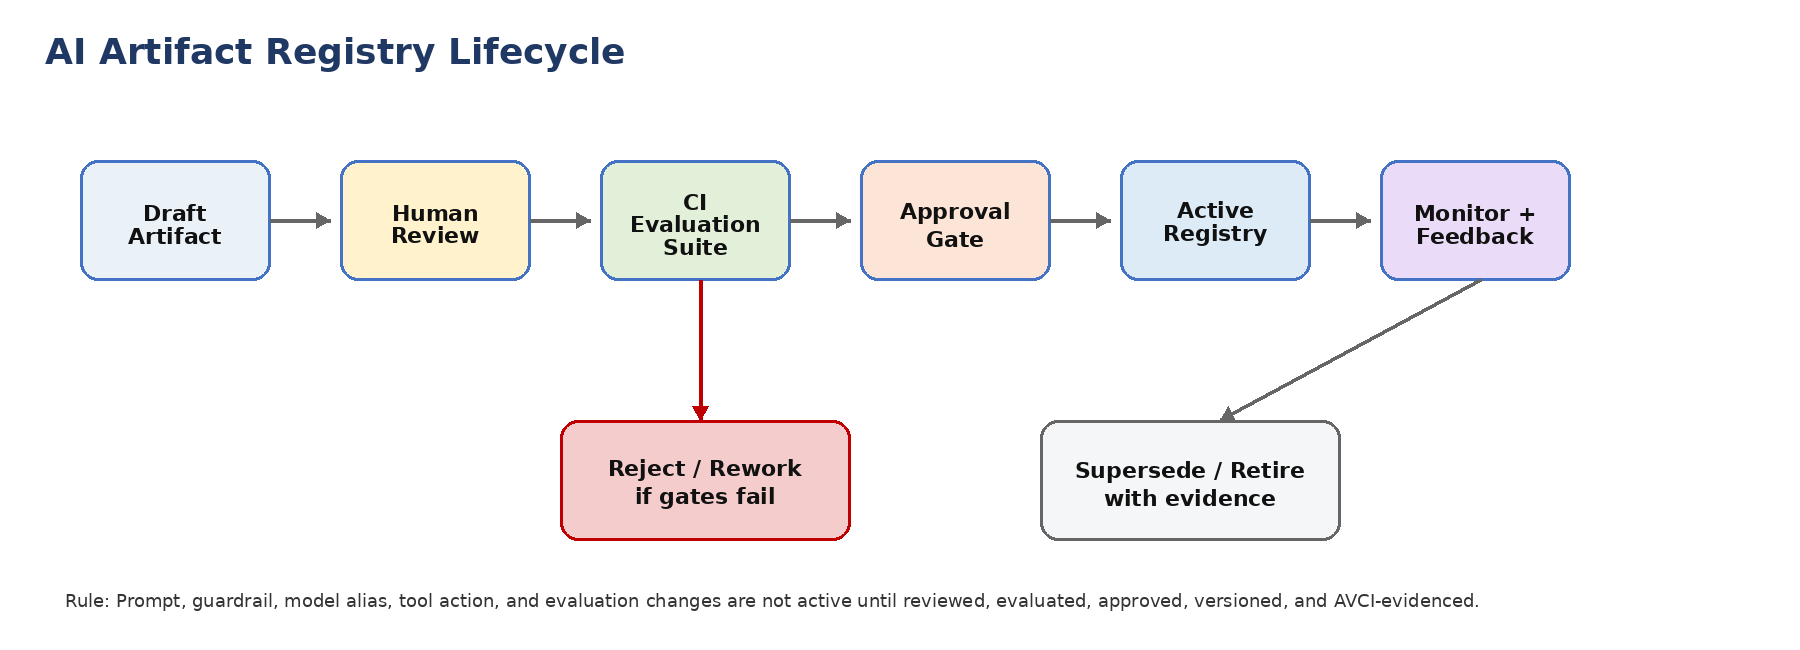 AI Artifact Registry Lifecycle
Draft
Artifact
Human
Review
CI
Evaluation
Suite
Approval
Gate
Active
Registry
Monitor +
Feedback
Reject / Rework
if gates fail
Supersede / Retire
with evidence
Rule: Prompt, guardrail, model alias, tool action, and evaluation changes are not active until reviewed, evaluated, approved, versioned, and AVCI-evidenced.